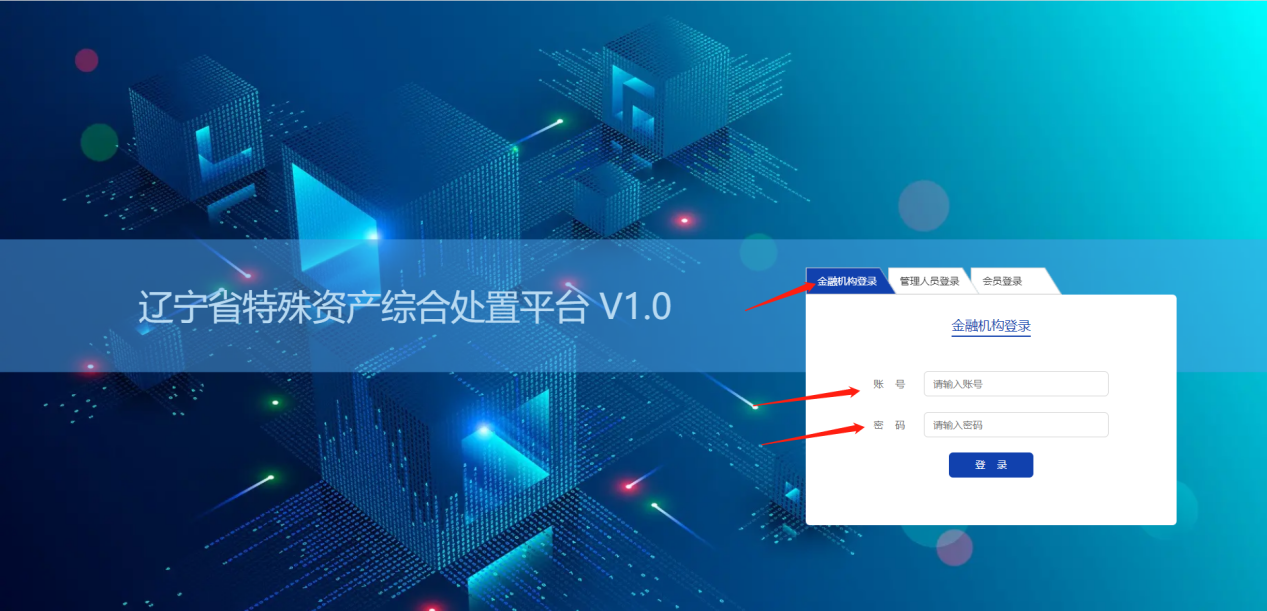 辽宁省特殊资产综合处置平台 V1.0
金融机构登录 管理人员登录 会员登录
金融机构登录
账 号 请输入账号
密 码 请输入密码
登 录